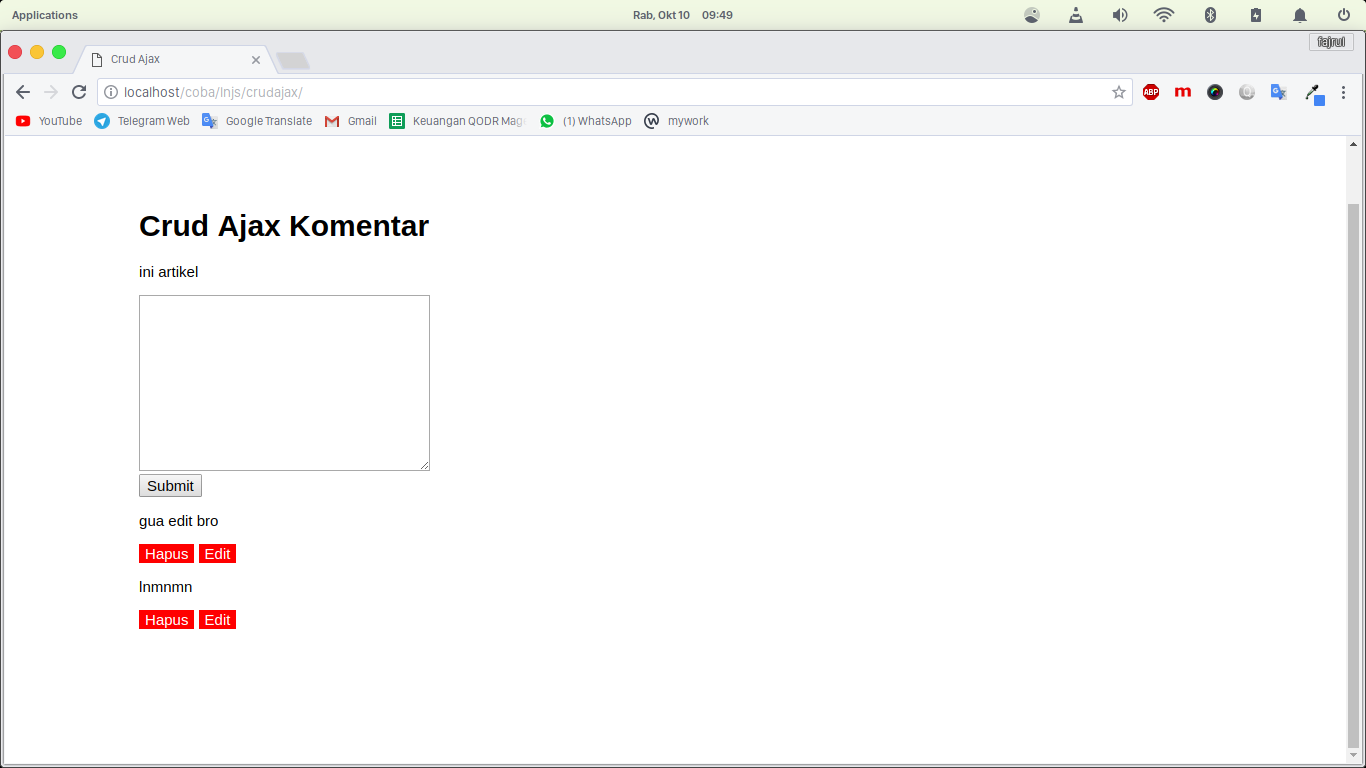 Applications
Rab, Okt 10 09:49
Crud Ajax
fajrul
localhost/coba/lnjs/crudajax/
ABP
m
YouTube Telegram Web Google Translate Gmail Keuangan QODR Mag (1) WhatsApp mywork
Crud Ajax Komentar
ini artikel
Submit
gua edit bro
Hapus Edit
lnmnmn
Hapus Edit